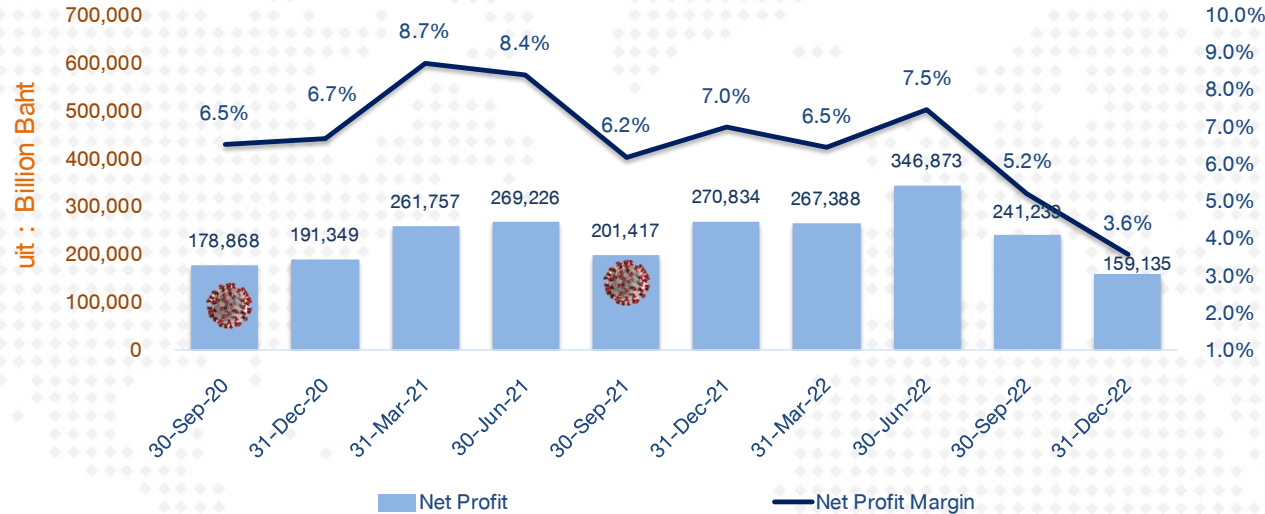 700,000
600,000
500,000
400,000
300,000
200,000
100,000
0
uit : Billion Baht
10.0%
9.0%
8.0%
7.0%
6.0%
5.0%
4.0%
3.0%
2.0%
1.0%
6.5%
6.7%
8.7%
8.4%
6.2%
7.0%
6.5%
7.5%
5.2%
3.6%
178,868
191,349
261,757
269,226
201,417
270,834
267,388
346,873
241,233
159,135
30-Sep-20
31-Dec-20
31-Mar-21
30-Jun-21
30-Sep-21
31-Dec-21
31-Mar-22
30-Jun-22
30-Sep-22
31-Dec-22
Net Profit
Net Profit Margin